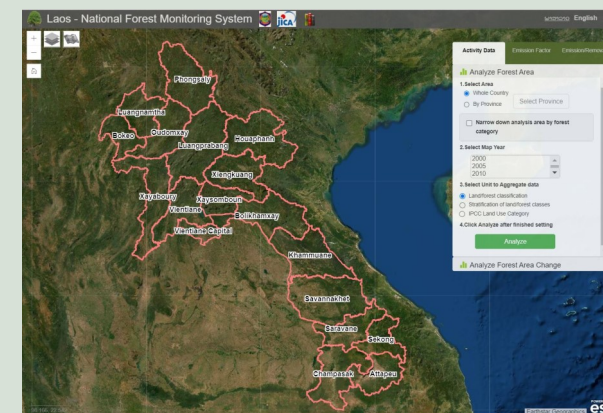 Laos - National Forest Monitoring System
jica
English
Activity Data
Emission Factor
Analyze Forest Area
1.Select Area
Whole Country
By Province
Select Province
Narrow down analysis area by forest
category
2.Select Map Year
2000
2005
2010
3.Select Unit to Aggregate data
Land/forest classification
Stratification of land/forest classes
IPCC Land Use Category
4.Click Analyze after finished setting
Analyze
Analyze Forest Area Change
Phongsaly
Luangnamtha
Bokeo
Oudomxay
Luangprabang
Houaphanh
Xiengkuang
Xayaboury
Vientiane
Xaysomboun
Bolikhamxay
Vientiane Capital
Khammuane
Savannakhet
Saravane
Sekong
Champasak
Attapeu
Earthstar Geographics